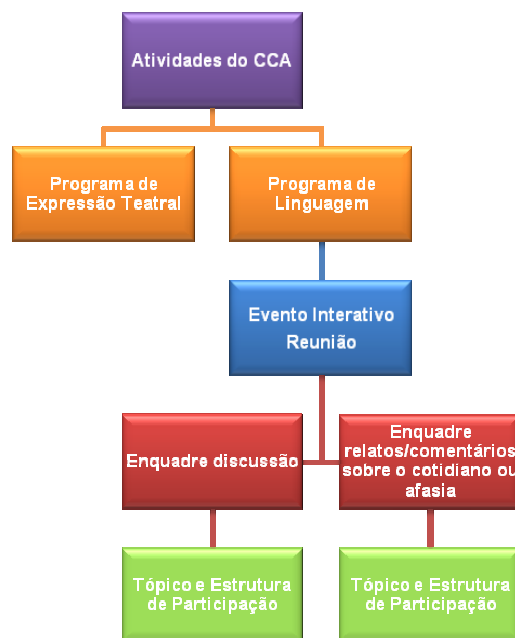 Atividades do CCA
Programa de
Expressão Teatral
Programa de
Linguagem
Evento Interativo
Reunião
Enquadre discussão
Enquadre
relatos/comentários
sobre o cotidiano ou
afasia
Tópico e Estrutura
de Participação
Tópico e Estrutura
de Participação